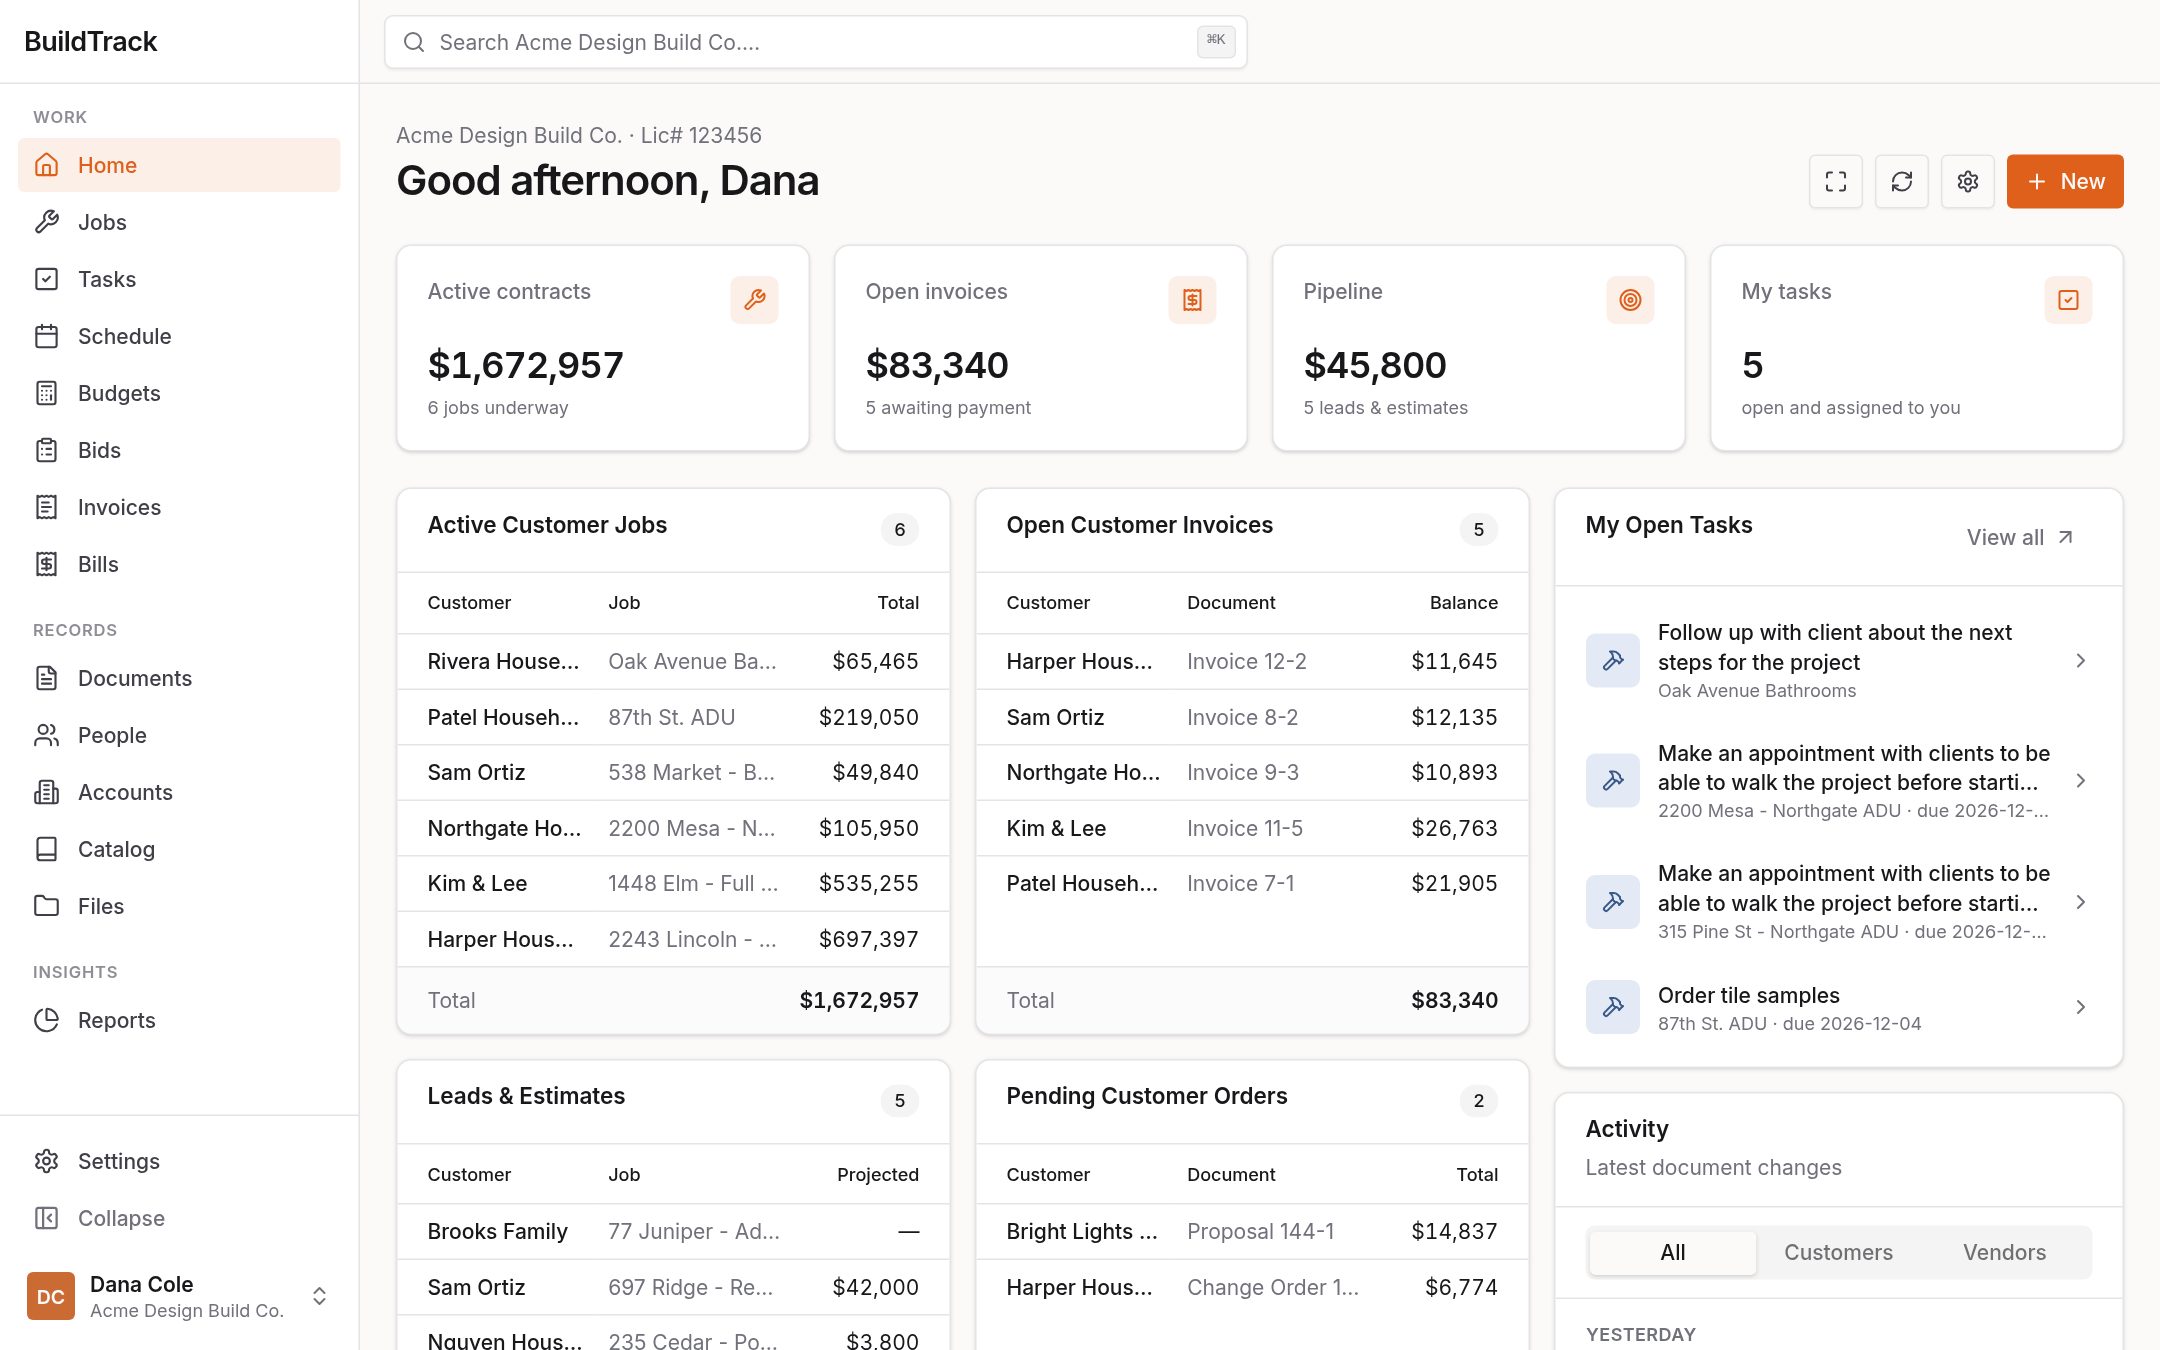 BuildTrack
Search Acme Design Build Co....
⌘K
WORK
Home
Jobs
Tasks
Schedule
Budgets
Bids
Invoices
Bills
RECORDS
Documents
People
Accounts
Catalog
Files
INSIGHTS
Reports
Settings
Collapse
DC
Dana Cole
Acme Design Build Co.
Acme Design Build Co. · Lic# 123456
Good afternoon, Dana
New
Active contracts
$1,672,957
6 jobs underway
Open invoices
$83,340
5 awaiting payment
Pipeline
$45,800
5 leads & estimates
My tasks
5
open and assigned to you
Active Customer Jobs 6
Customer Job Total
Rivera House... Oak Avenue Ba... $65,465
Patel Househ... 87th St. ADU $219,050
Sam Ortiz 538 Market - B... $49,840
Northgate Ho... 2200 Mesa - N... $105,950
Kim & Lee 1448 Elm - Full ... $535,255
Harper Hous... 2243 Lincoln - ... $697,397
Total $1,672,957
Open Customer Invoices 5
Customer Document Balance
Harper Hous... Invoice 12-2 $11,645
Sam Ortiz Invoice 8-2 $12,135
Northgate Ho... Invoice 9-3 $10,893
Kim & Lee Invoice 11-5 $26,763
Patel Househ... Invoice 7-1 $21,905
Total $83,340
My Open Tasks
View all
Follow up with client about the next
steps for the project
Oak Avenue Bathrooms
Make an appointment with clients to be
able to walk the project before starti...
2200 Mesa - Northgate ADU · due 2026-12-...
Make an appointment with clients to be
able to walk the project before starti...
315 Pine St - Northgate ADU · due 2026-12-...
Order tile samples
87th St. ADU · due 2026-12-04
Leads & Estimates 5
Customer Job Projected
Brooks Family 77 Juniper - Ad... —
Sam Ortiz 697 Ridge - Re... $42,000
Nguyen Hous... 235 Cedar - Po... $3,800
Pending Customer Orders 2
Customer Document Total
Bright Lights ... Proposal 144-1 $14,837
Harper Hous... Change Order 1... $6,774
Activity
Latest document changes
All Customers Vendors
YESTERDAY